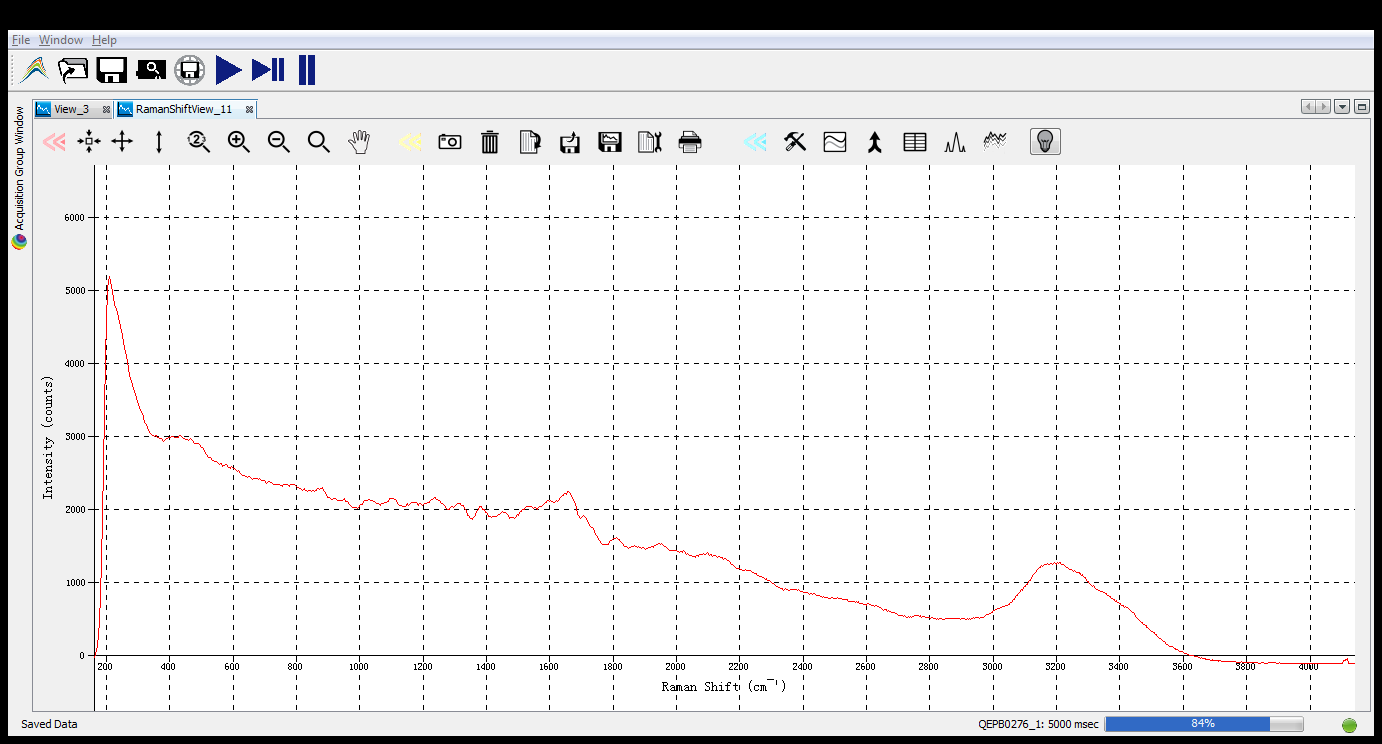 File Window Help
View_3 RamanShiftView_11
Acquisition Group Window
2
6000
5000
4000
3000
2000
1000
0
Intensity (counts)
200 400 600 800 1000 1200 1400 1600 1800 2000 2200 2400 2600 2800 3000 3200 3400 3600 3800 4000
Raman Shift (cm⁻¹)
Saved Data QEPB0276_1: 5000 msec 84%